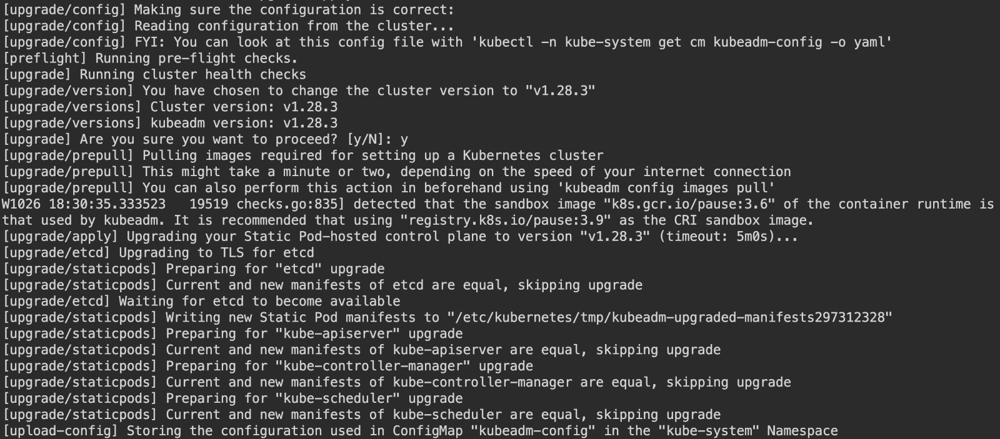 [upgrade/config] Making sure the configuration is correct:
[upgrade/config] Reading configuration from the cluster...
[upgrade/config] FYI: You can look at this config file with 'kubectl -n kube-system get cm kubeadm-config -o yaml'
[preflight] Running pre-flight checks.
[upgrade] Running cluster health checks
[upgrade/version] You have chosen to change the cluster version to "v1.28.3"
[upgrade/versions] Cluster version: v1.28.3
[upgrade/versions] kubeadm version: v1.28.3
[upgrade] Are you sure you want to proceed? [y/N]: y
[upgrade/prepull] Pulling images required for setting up a Kubernetes cluster
[upgrade/prepull] This might take a minute or two, depending on the speed of your internet connection
[upgrade/prepull] You can also perform this action in beforehand using 'kubeadm config images pull'
W1026 18:30:35.333523   19519 checks.go:835] detected that the sandbox image "k8s.gcr.io/pause:3.6" of the container runtime is
that used by kubeadm. It is recommended that using "registry.k8s.io/pause:3.9" as the CRI sandbox image.
[upgrade/apply] Upgrading your Static Pod-hosted control plane to version "v1.28.3" (timeout: 5m0s)...
[upgrade/etcd] Upgrading to TLS for etcd
[upgrade/staticpods] Preparing for "etcd" upgrade
[upgrade/staticpods] Current and new manifests of etcd are equal, skipping upgrade
[upgrade/etcd] Waiting for etcd to become available
[upgrade/staticpods] Writing new Static Pod manifests to "/etc/kubernetes/tmp/kubeadm-upgraded-manifests297312328"
[upgrade/staticpods] Preparing for "kube-apiserver" upgrade
[upgrade/staticpods] Current and new manifests of kube-apiserver are equal, skipping upgrade
[upgrade/staticpods] Preparing for "kube-controller-manager" upgrade
[upgrade/staticpods] Current and new manifests of kube-controller-manager are equal, skipping upgrade
[upgrade/staticpods] Preparing for "kube-scheduler" upgrade
[upgrade/staticpods] Current and new manifests of kube-scheduler are equal, skipping upgrade
[upload-config] Storing the configuration used in ConfigMap "kubeadm-config" in the "kube-system" Namespace